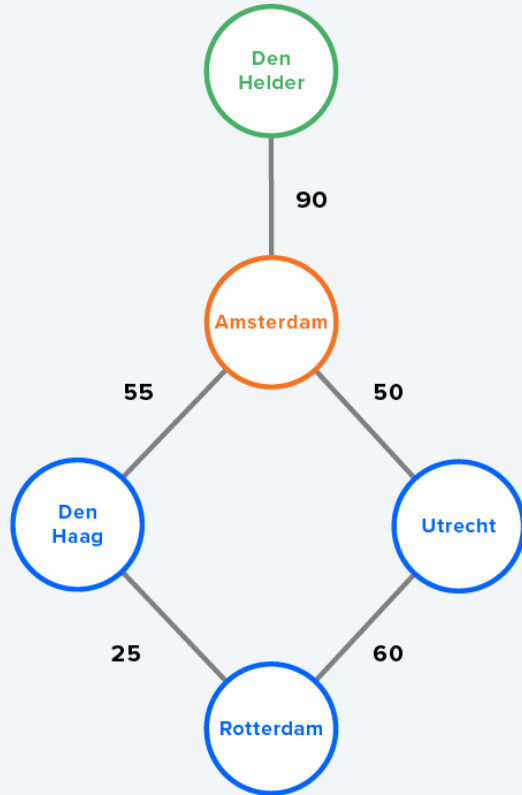 Den
Helder
90
Amsterdam
55
50
Den
Haag
Utrecht
25
60
Rotterdam